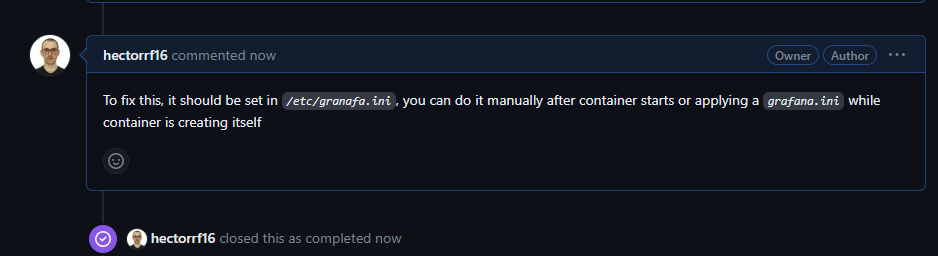 hectorrf16 commented now
Owner
Author
To fix this, it should be set in /etc/granafa.ini, you can do it manually after container starts or applying a grafana.ini while
container is creating itself
hectorrf16 closed this as completed now